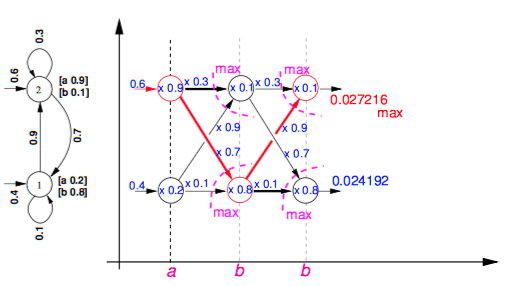 0.3
0.6
2
[a 0.9]
[b 0.1]
0.9
0.7
1
[a 0.2]
[b 0.8]
0.4
0.1
max
max
0.6
x 0.9
x 0.3
x 0.1
x 0.3
x 0.1
0.027216
max
x 0.9
x 0.9
x 0.7
x 0.7
0.4
x 0.2
x 0.1
x 0.8
x 0.1
x 0.8
0.024192
max
max
a
b
b